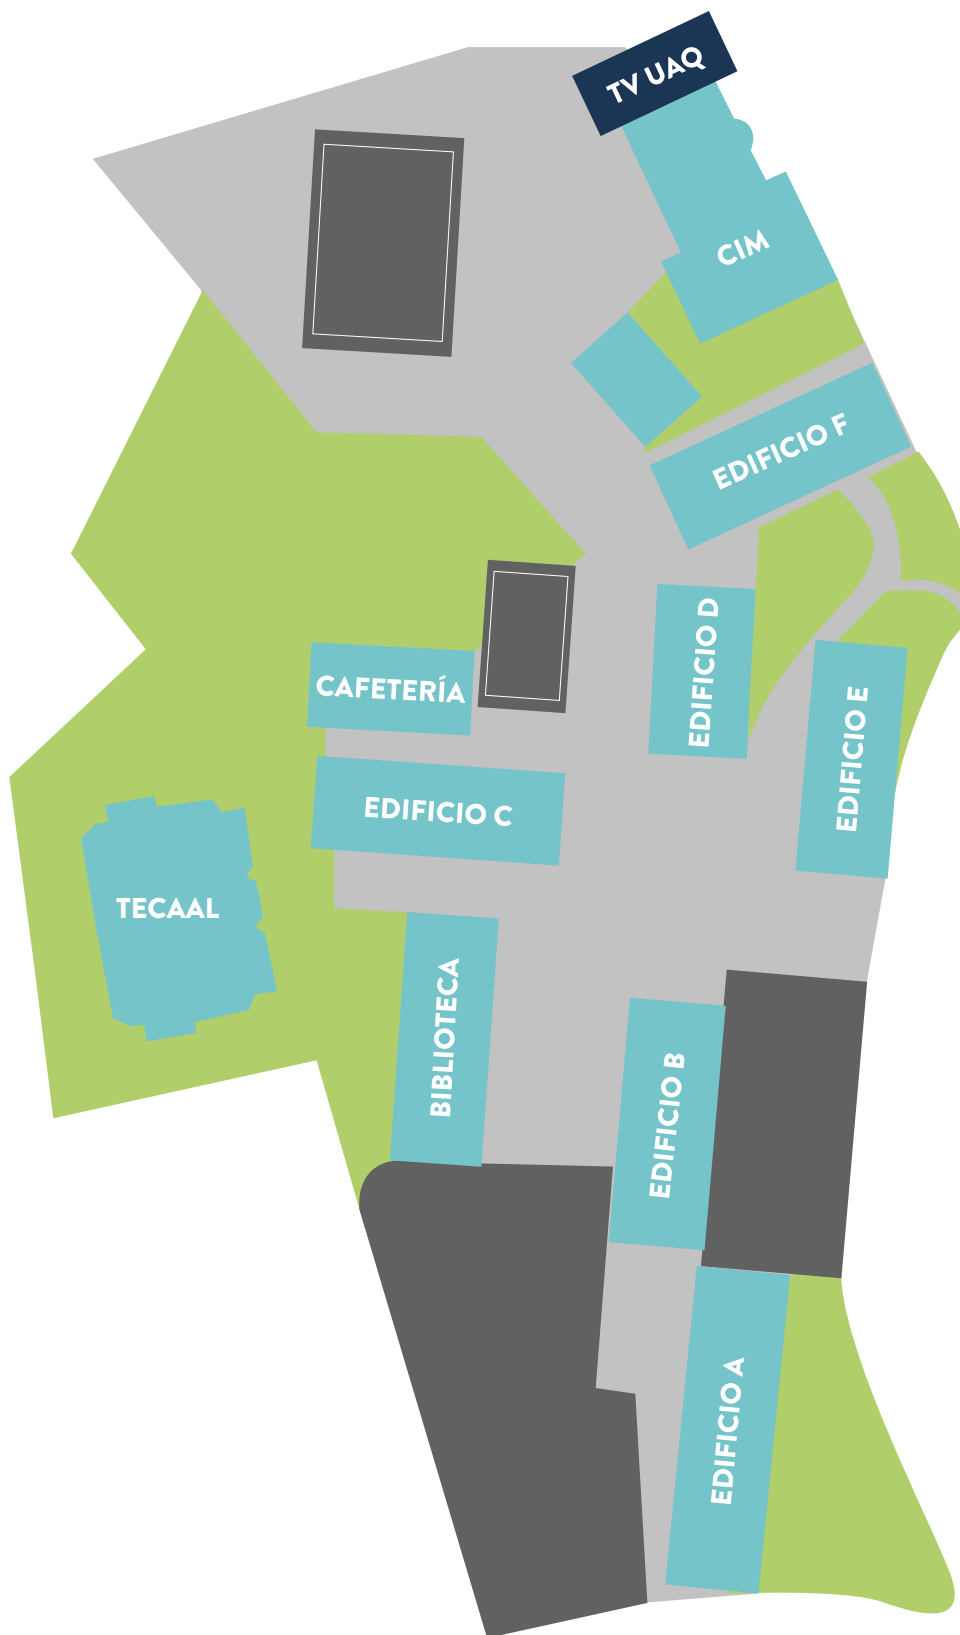 TV UAQ
CIM
EDIFICIO F
EDIFICIO D
EDIFICIO E
CAFETERÍA
EDIFICIO C
TECAAL
BIBLIOTECA
EDIFICIO B
EDIFICIO A